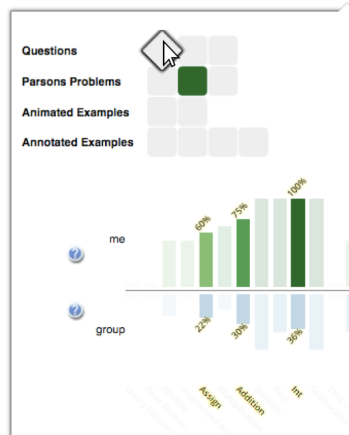 Questions
Parsons Problems
Animated Examples
Annotated Examples
60%
75%
100%
me
group
22%
30%
36%
Assign
Addition
Int